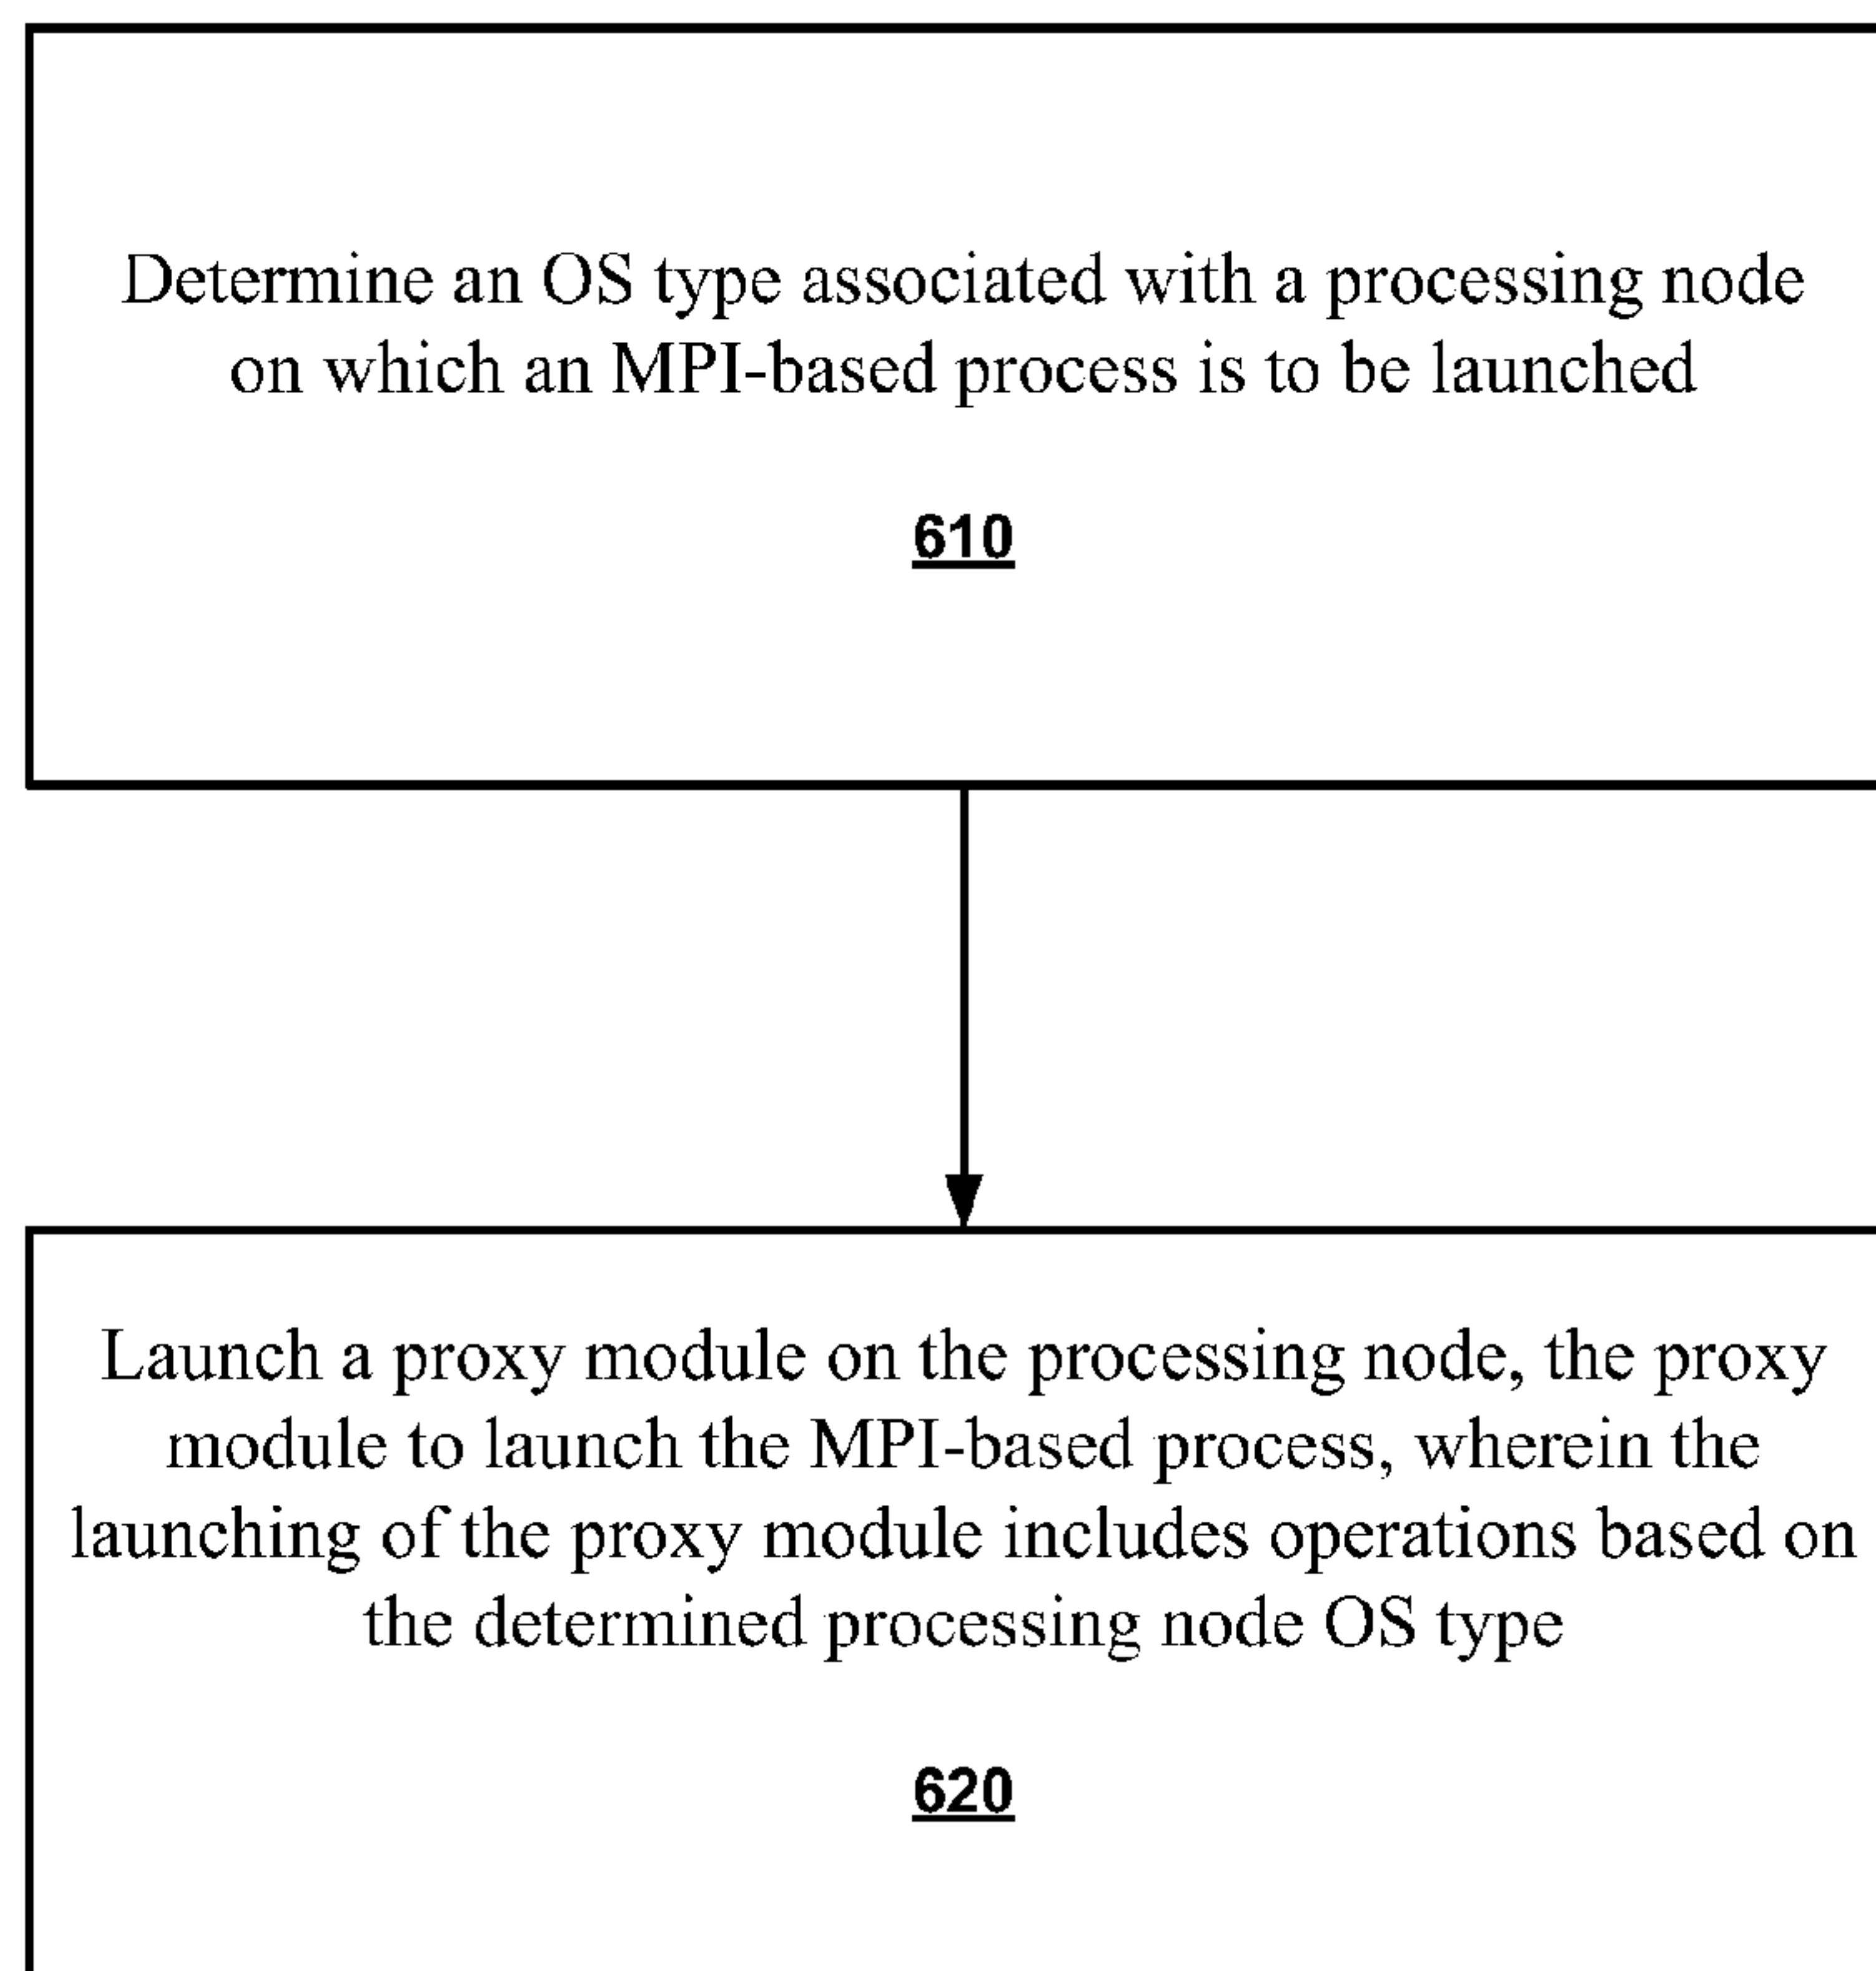 Determine an OS type associated with a processing node
on which an MPI-based process is to be launched
610
Launch a proxy module on the processing node, the proxy
module to launch the MPI-based process, wherein the
launching of the proxy module includes operations based on
the determined processing node OS type
620